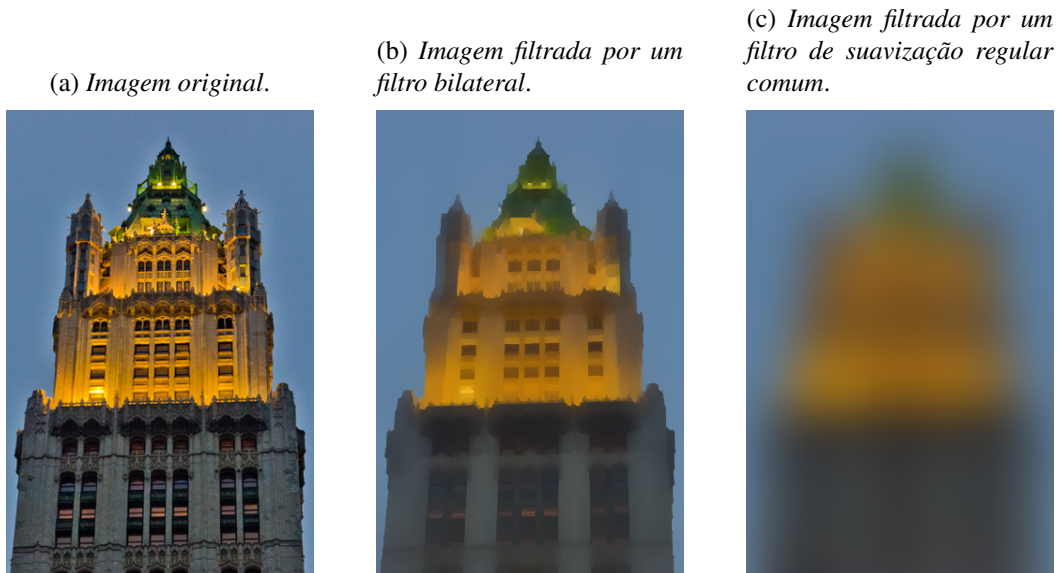 (a) Imagem original.
(b) Imagem filtrada por um
filtro bilateral.
(c) Imagem filtrada por um
filtro de suavização regular
comum.